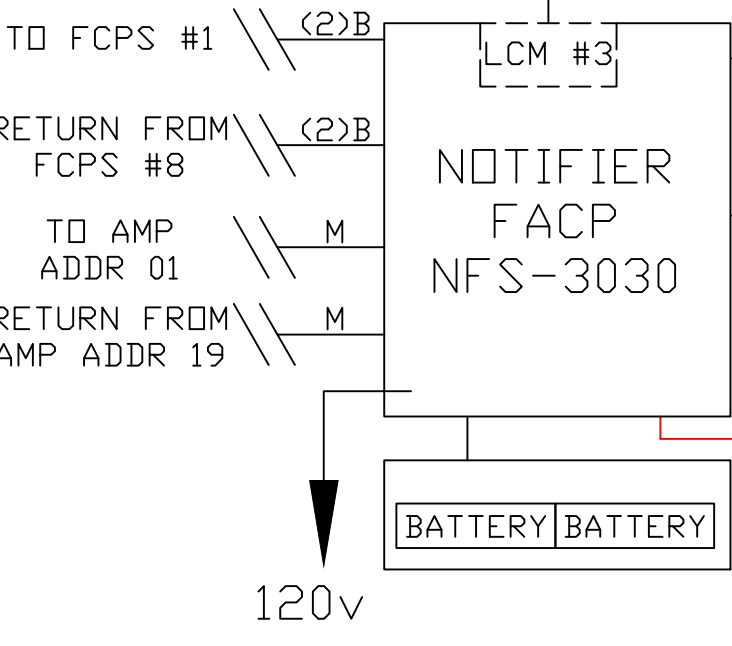 TO FCPS #1
(2)B
LCM #3
RETURN FROM
FCPS #8
(2)B
NOTIFIER
FACP
NFS-3030
TO AMP
ADDR 01
M
RETURN FROM
AMP ADDR 19
M
BATTERY BATTERY
120v